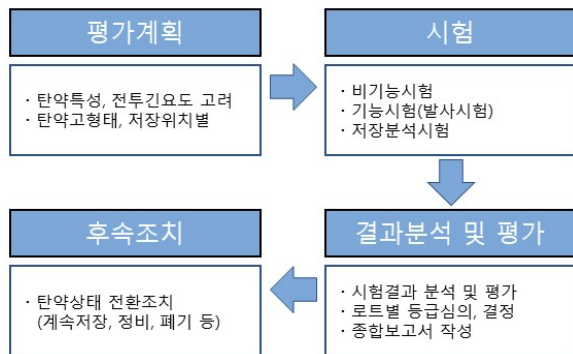 평가계획
· 탄약특성, 전투긴요도 고려
· 탄약고형태, 저장위치별
시험
· 비기능시험
· 기능시험(발사시험)
· 저장분석시험
결과분석 및 평가
· 시험결과 분석 및 평가
· 로트별 등급심의, 결정
· 종합보고서 작성
후속조치
· 탄약상태 전환조치
(계속저장, 정비, 폐기 등)